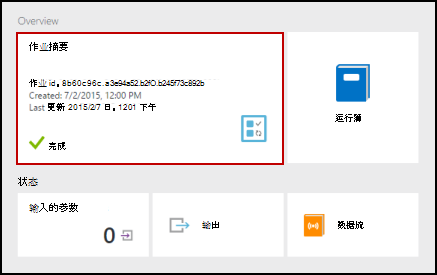 Overview
作业摘要
作业 id。8b60c96c.a3e94a52.b2f0.b245f73c892b
Created: 7/2/2015, 12:00 PM
Last 更新 2015/2/7 日。1201 下午
完成
运行簿
状态
输入的参数
0
输出
数据流